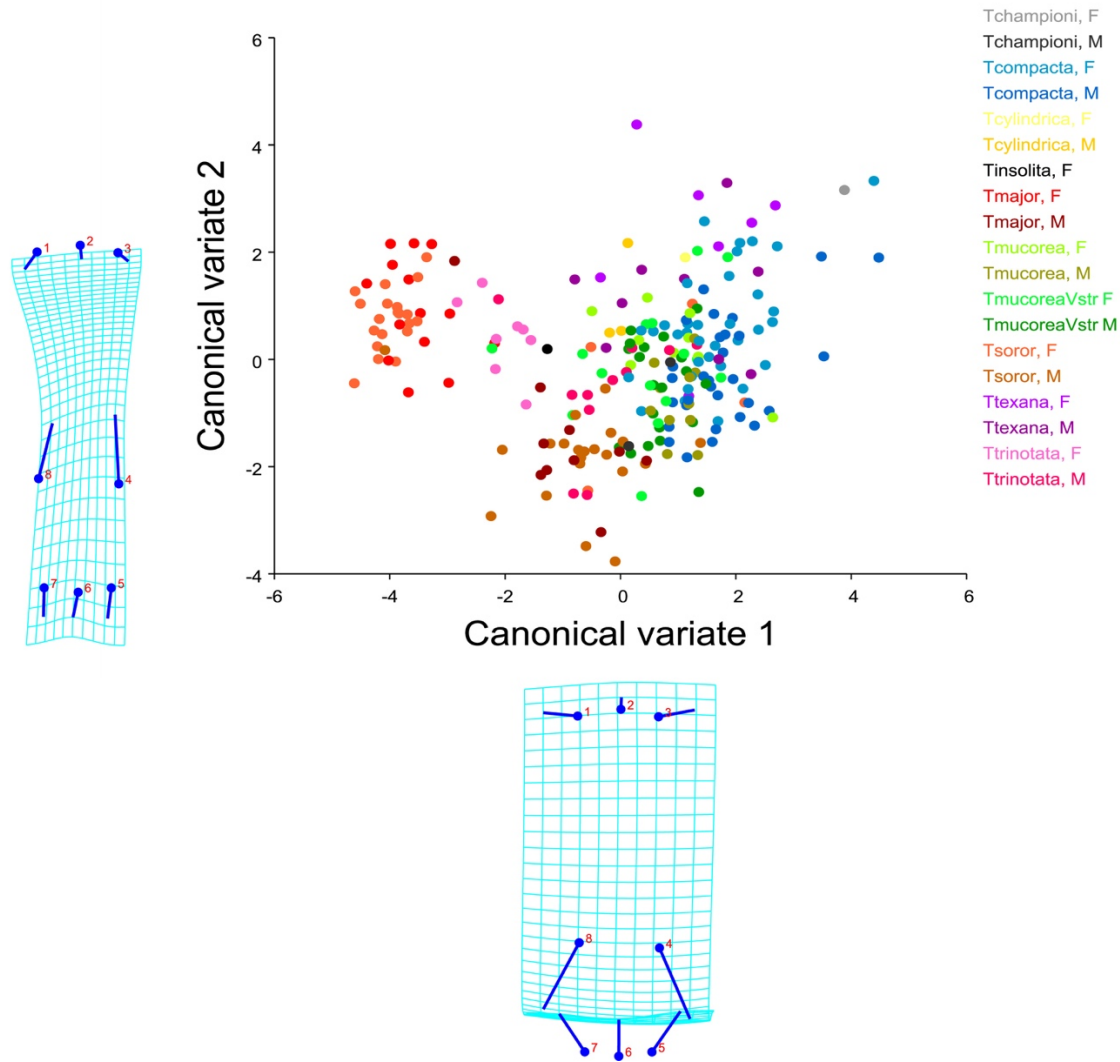 Tchampioni, F
Tchampioni, M
Tcompacta, F
Tcompacta, M
Tcylindrica, F
Tcylindrica, M
Tinsolita, F
Tmajor, F
Tmajor, M
Tmucorea, F
Tmucorea, M
TmucoreaVstr F
TmucoreaVstr M
Tsoror, F
Tsoror, M
Ttexana, F
Ttexana, M
Ttrinotata, F
Ttrinotata, M
Canonical variate 2
6
4
2
0
-2
-4
-6 -4 -2 0 2 4 6
Canonical variate 1
1 2 3
8 4
7 6 5
1 2 3
8 4
7 6 5